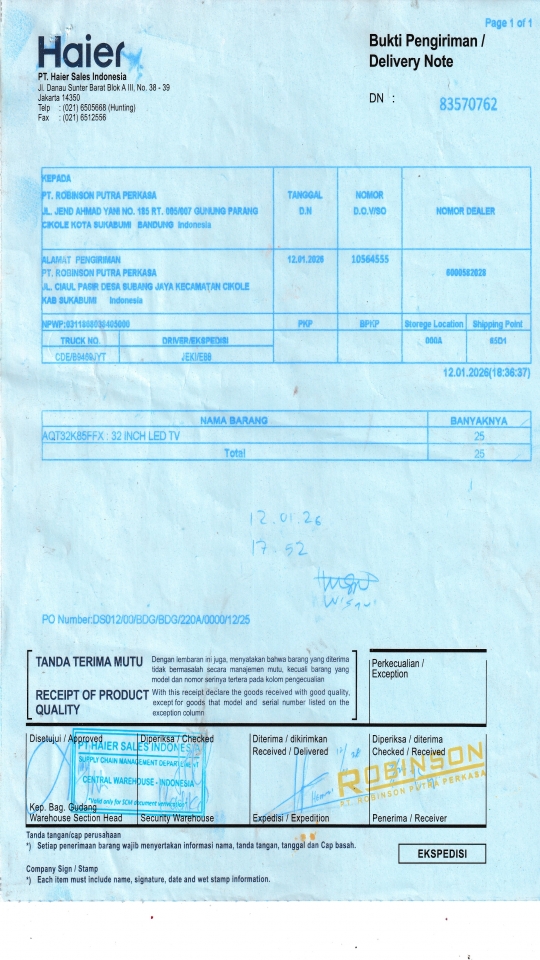 Page 1 of 1
Haier
Bukti Pengiriman /
Delivery Note
PT. Haier Sales Indonesia
Jl. Danau Sunter Barat Blok A III, No. 38 - 39
Jakarta 14350
Telp : (021) 6505668 (Hunting)
Fax : (021) 6512556
DN : 83570762
KEPADA
PT. ROBINSON PUTRA PERKASA
JL. JEND AHMAD YANI NO. 185 RT. 005/007 GUNUNG PARANG
CIKOLE KOTA SUKABUMI BANDUNG Indonesia
TANGGAL
D.N
NOMOR
D.O.V/SO
NOMOR DEALER
ALAMAT PENGIRIMAN
PT. ROBINSON PUTRA PERKASA
JL. CIAUL PASIR DESA SUBANG JAYA KECAMATAN CIKOLE
KAB SUKABUMI Indonesia
12.01.2026
10564555
6000582028
PKP
BPKP
Storege Location
Shipping Point
TRUCK NO.
DRIVER/EKSPEDISI
000A
65D1
CDE/B9469JYT
JEKI/E68
12.01.2026(18:36:37)
NAMA BARANG
BANYAKNYA
AQT32K85FFX : 32 INCH LED TV
25
Total
25
12.01.26
17.52
PO Number:DS012/00/BDG/BDG/220A/0000/12/25
TANDA TERIMA MUTU
Dengan lembaran ini juga, menyatakan bahwa barang yang diterima
tidak bermasalah secara manajemen mutu, kecuali barang yang
model dan nomor serinya tertera pada kolom pengecualian
RECEIPT OF PRODUCT
QUALITY
With this receipt declare the goods received with good quality,
except for goods that model and serial number listed on the
exception column
Perkecualian /
Exception
Disetujui / Approved
Diperiksa / Checked
Diterima / dikirimkan
Received / Delivered
Diperiksa / diterima
Checked / Received
PT HAIER SALES INDONESIA
SUPPLY CHAIN MANAGEMENT DEPARTEMENT
CENTRAL WAREHOUSE - INDONESIA
*Valid only for SCM document verification*
ROBINSON
PT. ROBINSON PUTRA PERKASA
Kep. Bag. Gudang
Warehouse Section Head
Security Warehouse
Expedisi / Expedition
Penerima / Receiver
Tanda tangan/cap perusahaan
*) Setiap penerimaan barang wajib menyertakan informasi nama, tanda tangan, tanggal dan Cap basah.
EKSPEDISI
Company Sign / Stamp
*) Each item must include name, signature, date and wet stamp information.